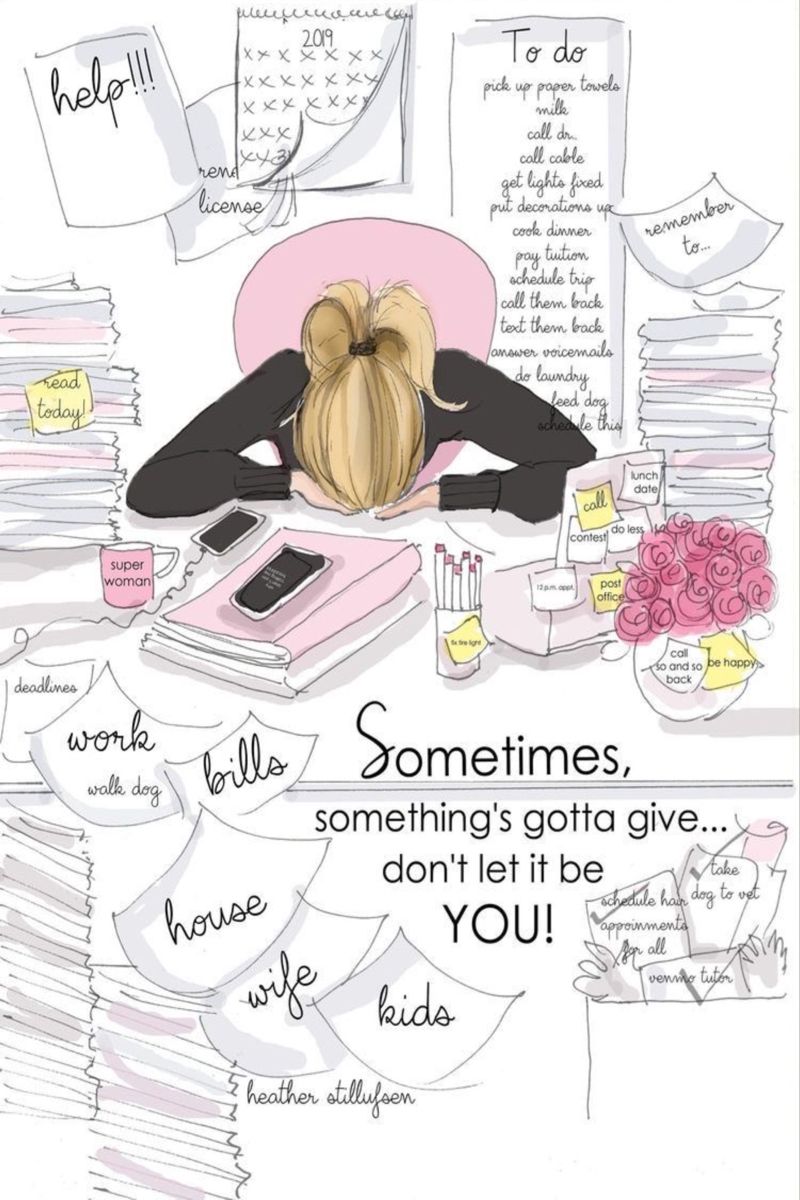 help!!!
2019
rene
license
To do
pick up paper towels
milk
call dr.
call cable
get lights fixed
put decorations up
cook dinner
pay tuition
schedule trip
call them back
text them back
answer voicemails
do laundry
feed dog
schedule this
remember
to...
read
today!
super
woman
lunch
date
call
contest
do less
12 p.m. appt.
post
office
fix fire light
call
so and so
back
be happy
deadlines
work
walk dog
bills
Sometimes,
something's gotta give...
don't let it be
YOU!
house
wife
kids
take
dog to vet
schedule hair
appoinments
for all
venmo tutor
heather stillufsen